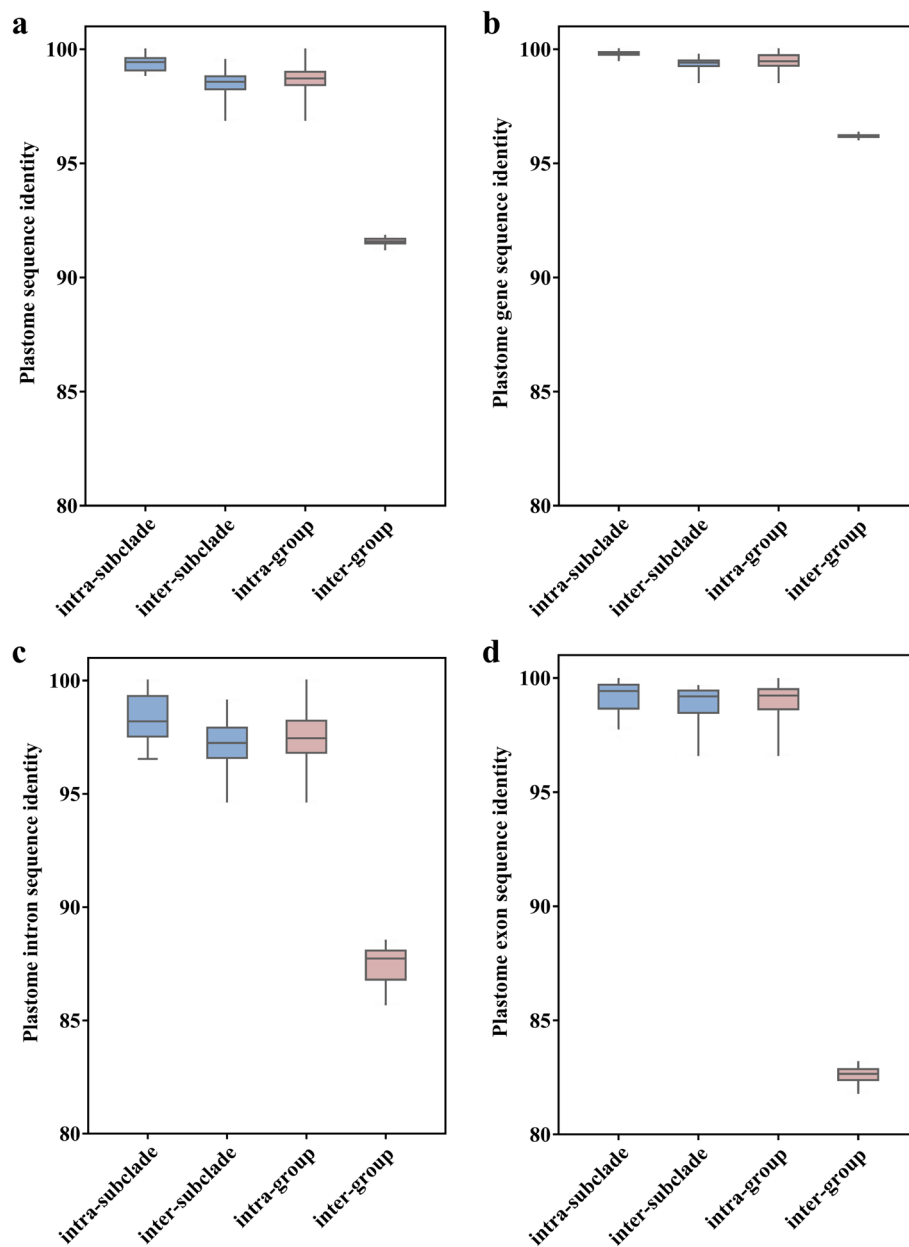 a
Plastome sequence identity
100
95
90
85
80
intra-subclade
inter-subclade
intra-group
inter-group
b
Plastome gene sequence identity
100
95
90
85
80
intra-subclade
inter-subclade
intra-group
inter-group
c
Plastome intron sequence identity
100
95
90
85
80
intra-subclade
inter-subclade
intra-group
inter-group
d
Plastome exon sequence identity
100
95
90
85
80
intra-subclade
inter-subclade
intra-group
inter-group